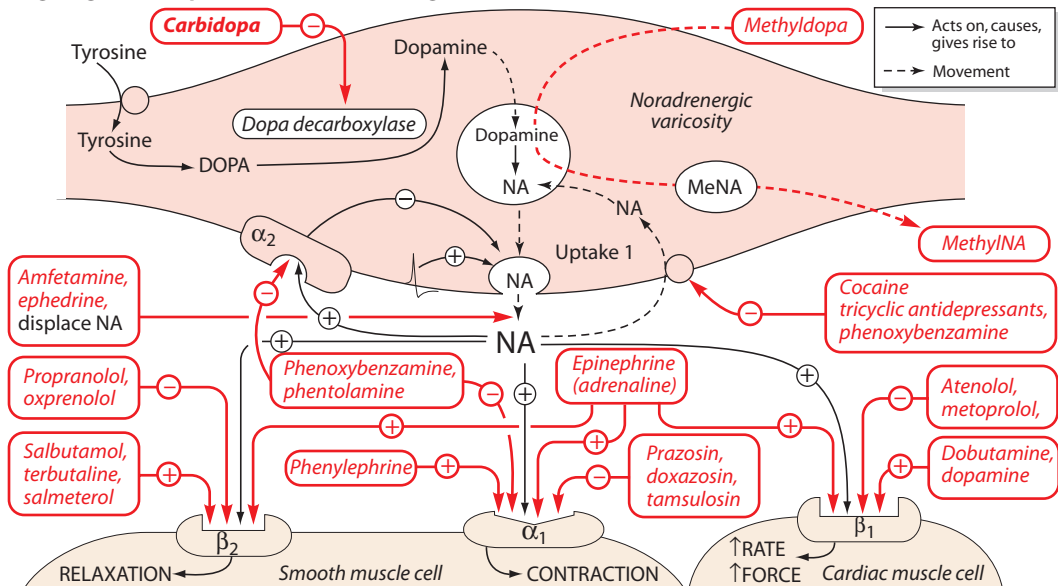 Carbidopa
Methyldopa
Acts on, causes,
gives rise to
Movement
Tyrosine
Dopamine
Noradrenergic
varicosity
Dopa decarboxylase
Tyrosine
DOPA
Dopamine
NA
MeNA
NA
α2
Uptake 1
MethylNA
NA
Amfetamine,
ephedrine,
displace NA
Cocaine
tricyclic antidepressants,
phenoxybenzamine
NA
Propranolol,
oxprenolol
Phenoxybenzamine,
phentolamine
Epinephrine
(adrenaline)
Atenolol,
metoprolol,
Salbutamol,
terbutaline,
salmeterol
Phenylephrine
Prazosin,
doxazosin,
tamsulosin
Dobutamine,
dopamine
β2
α1
β1
RELAXATION
Smooth muscle cell
CONTRACTION
↑RATE
↑FORCE
Cardiac muscle cell